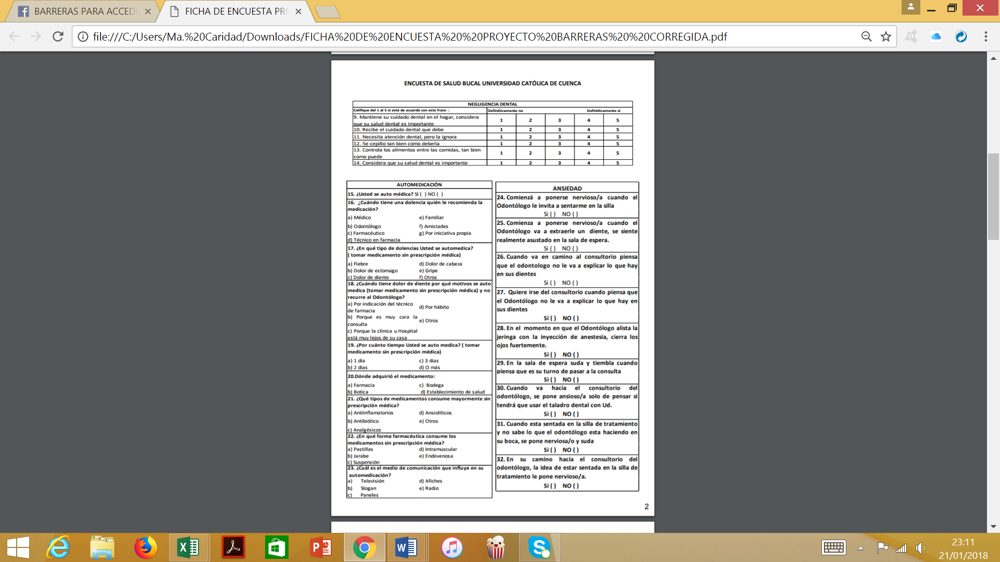 BARRERAS PARA ACCED
FICHA DE ENCUESTA PRO
file:///C:/Users/Ma.%20Caridad/Downloads/FICHA%20DE%20ENCUESTA%20%20PROYECTO%20BARRERAS%20%20CORREGIDA.pdf
ENCUESTA DE SALUD BUCAL UNIVERSIDAD CATÓLICA DE CUENCA
NEGLIGENCIA DENTAL
Califique del 1 al 5 si está de acuerdo con esta frase : Definitivamente no Definitivamente si
9. Mantiene su cuidado dental en el hogar, considera
que su salud dental es importante 1 2 3 4 5
10. Recibe el cuidado dental que debe 1 2 3 4 5
11. Necesita atención dental, pero la ignora 1 2 3 4 5
12. Se cepillo tan bien como debería 1 2 3 4 5
13. Controla los alimentos entre las comidas, tan bien
como puede 1 2 3 4 5
14. Considera que su salud dental es importante 1 2 3 4 5
AUTOMEDICACIÓN
15. ¿Usted se auto médica? SI ( ) NO ( )
16. ¿Cuándo tiene una dolencia quién le recomienda la
medicación?
a) Médico e) Familiar
b) Odontólogo f) Amistades
c) Farmacéutico g) Por iniciativa propia
d) Técnico en farmacia
17. ¿En qué tipo de dolencias Usted se automedica?
( tomar medicamento sin prescripción médica)
a) Fiebre d) Dolor de cabeza
b) Dolor de estomago e) Gripe
c) Dolor de diente f) Otros
18. ¿Cuándo tiene dolor de diente por qué motivos se auto
medica (tomar medicamento sin prescripción médica) y no
recurre al Odontólogo?
a) Por indicación del técnico
de farmacia d) Por hábito
b) Porque es muy cara la
consulta e) Otros
c) Porque la clínica u Hospital
está muy lejos de su casa
19. ¿Por cuánto tiempo Usted se auto medica? ( tomar
medicamento sin prescripción médica)
a) 1 dia c) 3 dias
b) 2 dias d) O más
20.Dónde adquirió el medicamento:
a) Farmacia c) Bodega
b) Botica d) Establecimiento de salud
21. ¿Qué tipos de medicamentos consume mayormente sin
prescripción médica?
a) Antiinflamatorios d) Ansiolíticos
b) Antibiótico e) Otros
c) Analgésicos
22. ¿En qué forma farmacéutica consume los
medicamentos sin prescripción médica?
a) Pastillas d) Intramuscular
b) Jarabe e) Endovenosa
c) Suspensión
23. ¿Cuál es el medio de comunicación que influye en su
automedicación?
a) Televisión d) Afiches
b) Slogan e) Radio
c) Paneles
ANSIEDAD
24. Comienzá a ponerse nervioso/a cuando el
Odontólogo le invita a sentarme en la silla
Si ( ) NO ( )
25. Comienza a ponerse nervioso/a cuando el
Odontólogo va a extraerle un diente, se siente
realmente asustado en la sala de espera.
Si ( ) NO ( )
26. Cuando va en camino al consultorio piensa
que el odontologo no le va a explicar lo que hay
en sus dientes
Si ( ) NO ( )
27. Quiere irse del consultorio cuando piensa que
el Odontólogo no le va a explicar lo que hay en
sus dientes
Si ( ) NO ( )
28. En el momento en que el Odontólogo alista la
jeringa con la inyección de anestesia, cierra los
ojos fuertemente.
Si ( ) NO ( )
29. En la sala de espera suda y tiembla cuando
piensa que es su turno de pasar a la consulta
Si ( ) NO ( )
30. Cuando va hacia el consultorio del
odontólogo, se pone ansioso/a solo de pensar si
tendrá que usar el taladro dental con Ud.
Si ( ) NO ( )
31. Cuando esta sentada en la silla de tratamiento
y no sabe lo que el odontólogo esta haciendo en
su boca, se pone nerviosa/o y suda
Si ( ) NO ( )
32. En su camino hacia el consultorio del
odontólogo, la idea de estar sentada en la silla de
tratamiento le pone nervioso/a.
Si ( ) NO ( )
2
23:11
21/01/2018